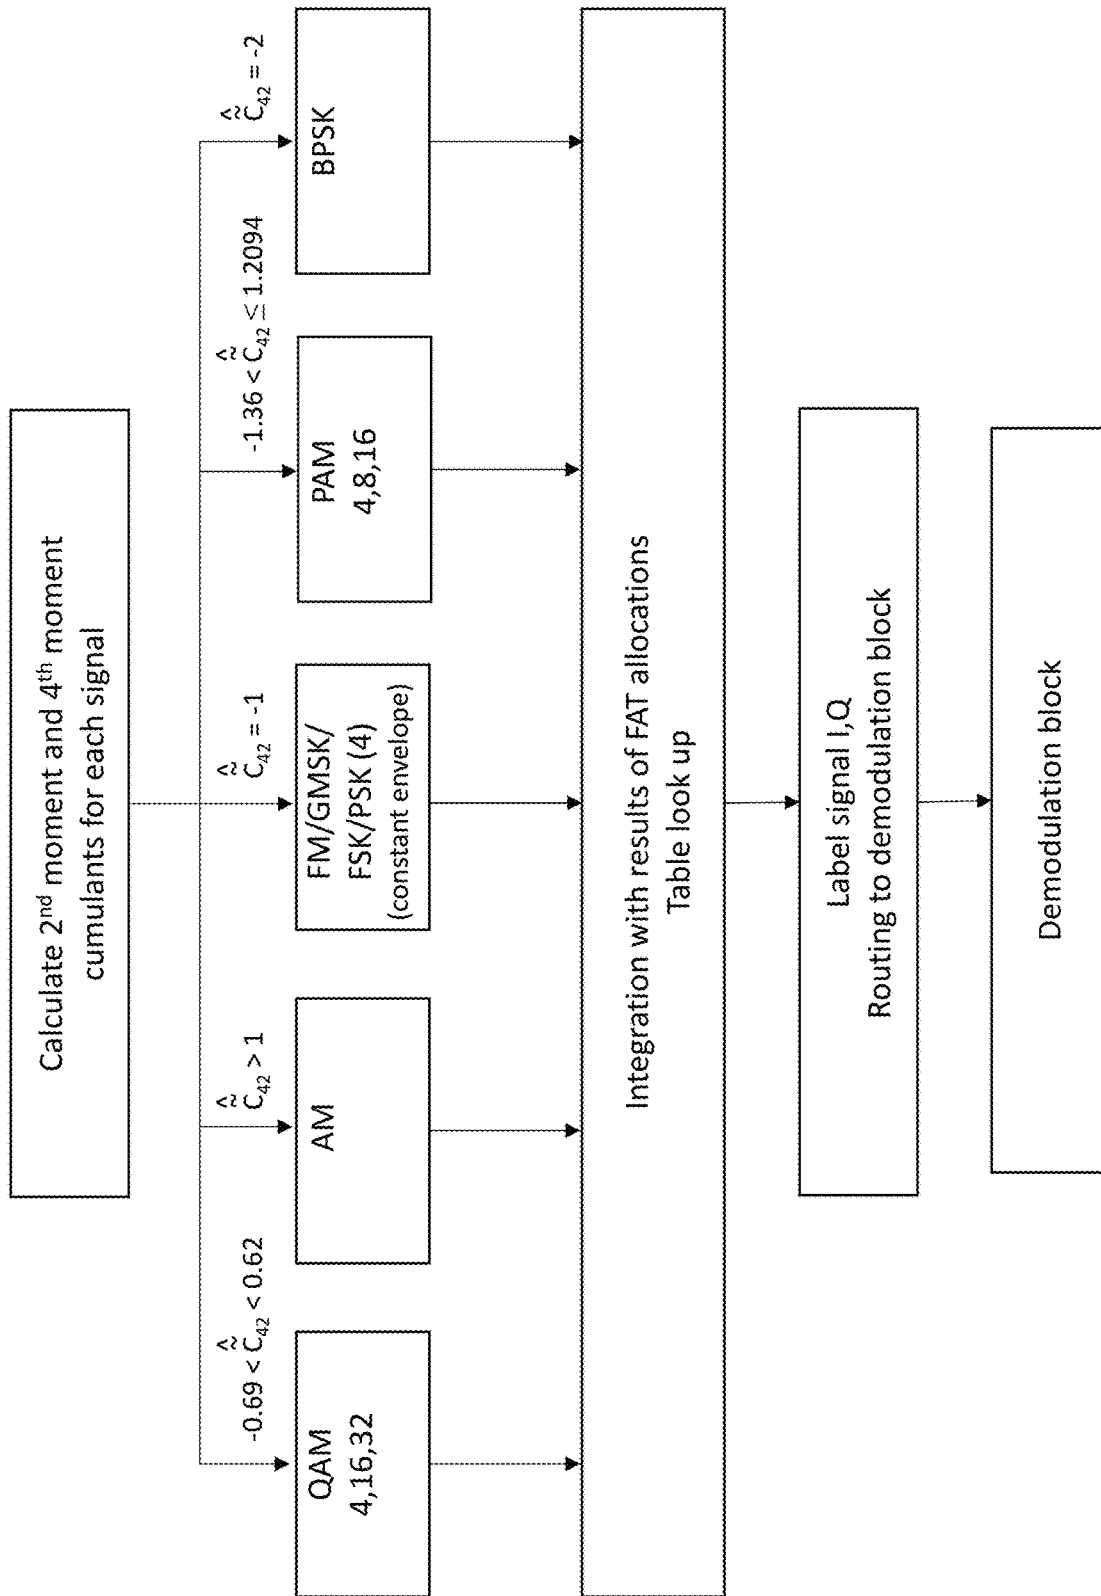 Calculate 2nd moment and 4th moment
cumulants for each signal
-0.69 < C̃̂42 < 0.62
C̃̂42 > 1
C̃̂42 = -1
-1.36 < C̃̂42 ≤ 1.2094
C̃̂42 = -2
QAM
4,16,32
AM
FM/GMSK/
FSK/PSK (4)
(constant envelope)
PAM
4,8,16
BPSK
Integration with results of FAT allocations
Table look up
Label signal I,Q
Routing to demodulation block
Demodulation block